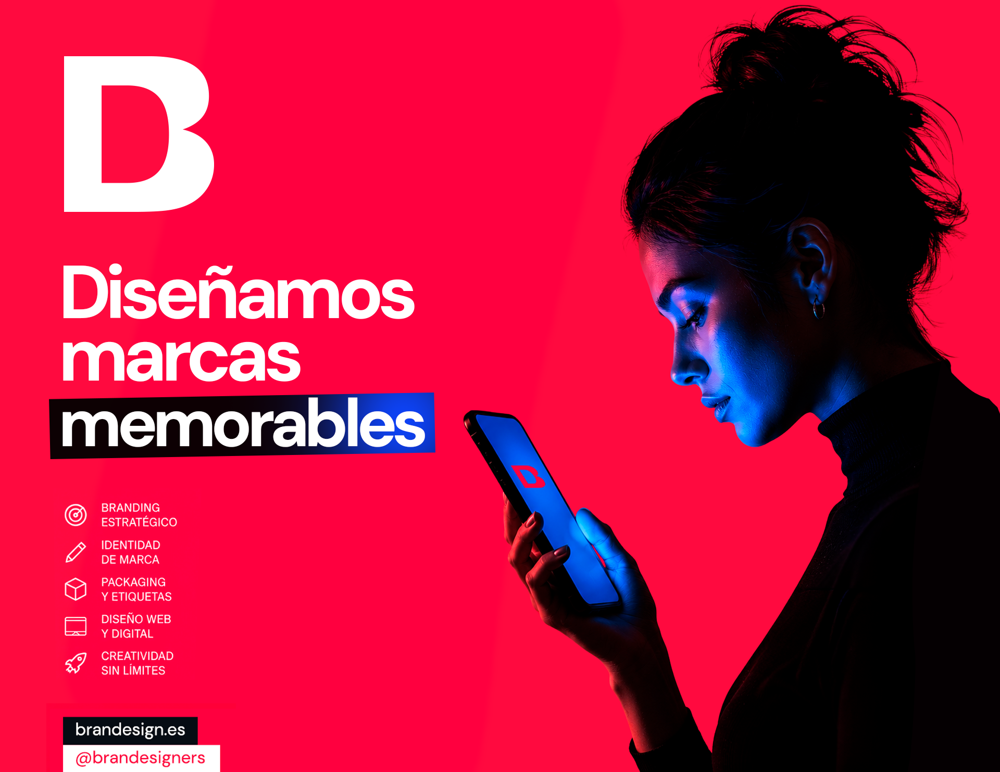 B
Diseñamos
marcas
memorables
B
BRANDING
ESTRATÉGICO
IDENTIDAD
DE MARCA
PACKAGING
Y ETIQUETAS
DISEÑO WEB
Y DIGITAL
CREATIVIDAD
SIN LÍMITES
brandesign.es
@brandesigners